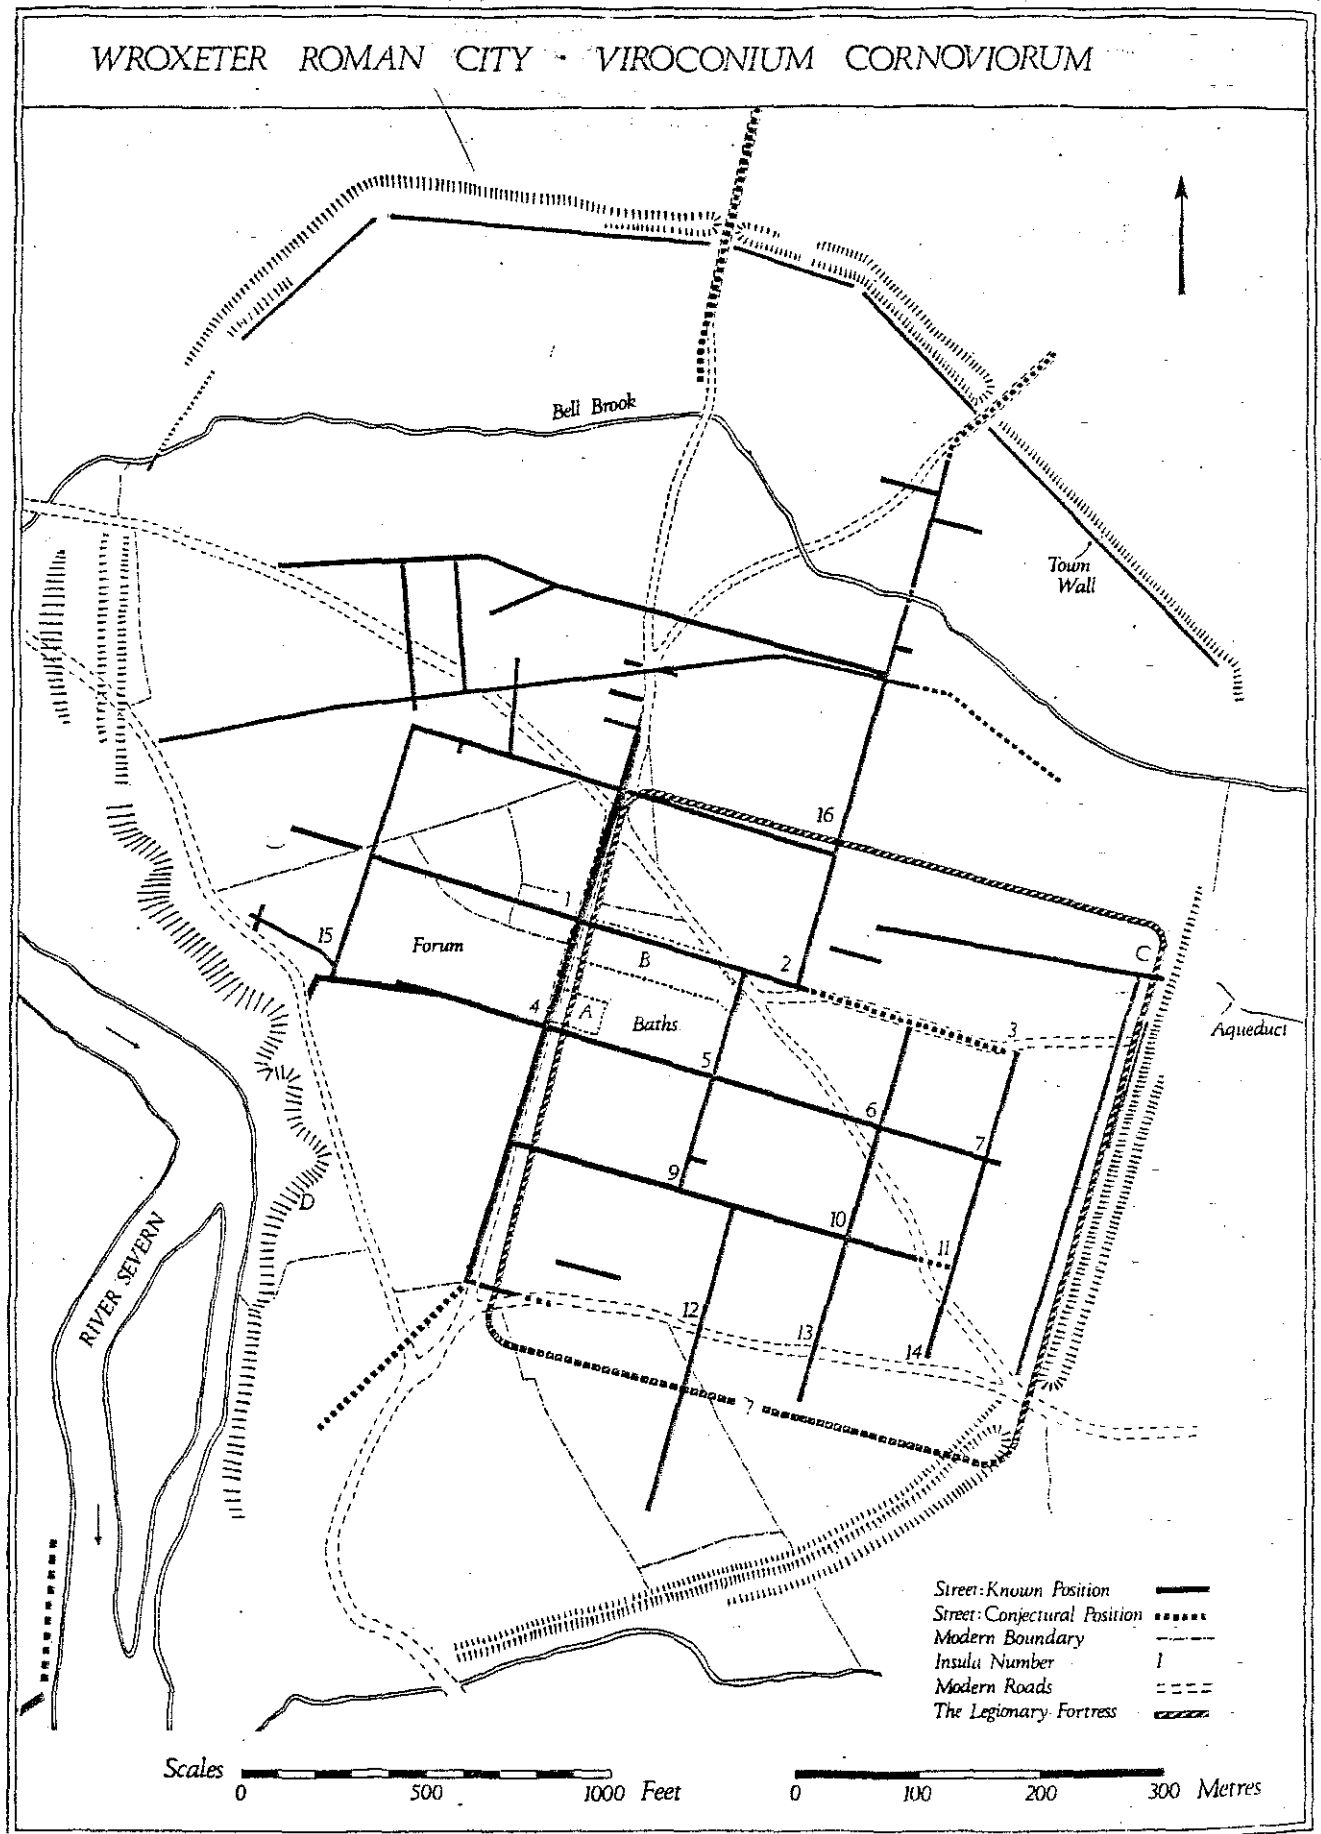 WROXETER ROMAN CITY - VIROCONIUM CORNOVIORUM
Bell Brook
Town
Wall
16
1
15
Forum
B
2
C
4
A
Baths
3
Aqueduct
5
6
7
9
D
10
11
RIVER SEVERN
12
13
14
?
Street: Known Position
Street: Conjectural Position
Modern Boundary
Insula Number 1
Modern Roads
The Legionary Fortress
Scales
0 500 1000 Feet
0 100 200 300 Metres